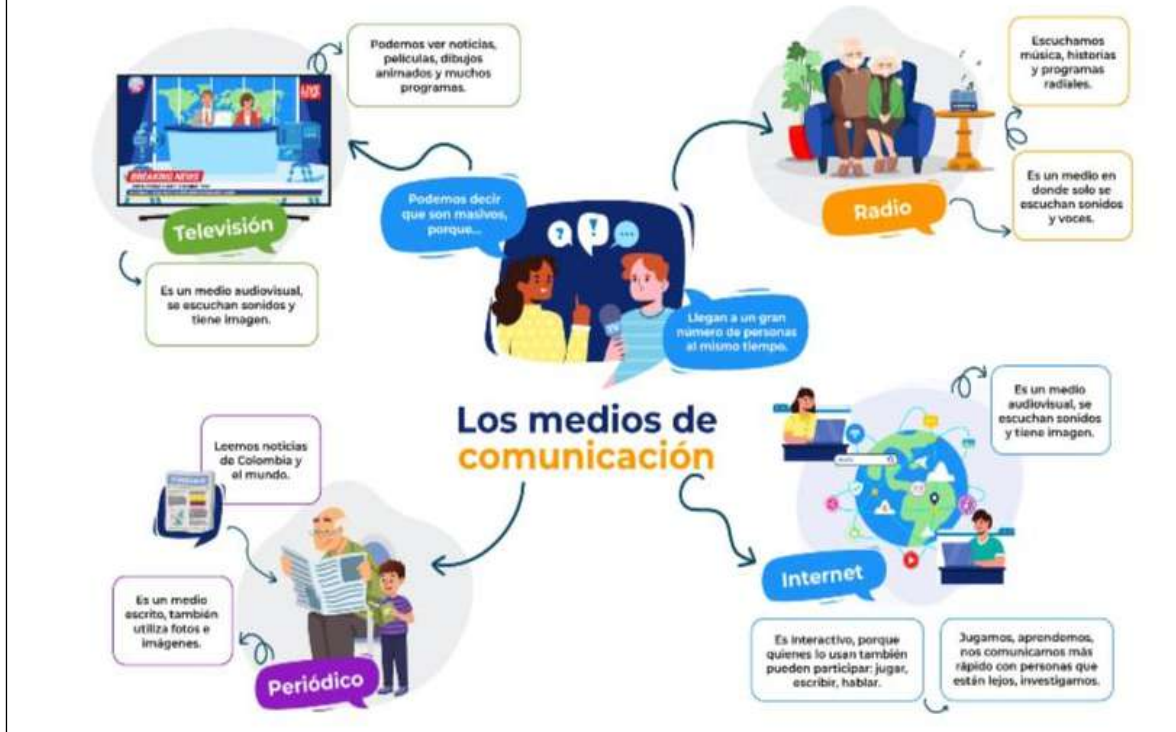 Podemos ver noticias,
películas, dibujos
animados y muchos
programas.
LIVE
BREAKING NEWS
Televisión
Es un medio audiovisual,
se escuchan sonidos y
tiene imagen.
Podemos decir
que son masivos,
porque...
Llegan a un gran
número de personas
al mismo tiempo.
Escuchamos
música, historias
y programas
radiales.
Es un medio en
donde solo se
escuchan sonidos
y voces.
Radio
Los medios de
comunicación
Leemos noticias
de Colombia y
el mundo.
Es un medio
escrito, también
utiliza fotos e
imágenes.
Periódico
Es un medio
audiovisual, se
escuchan sonidos
y tiene imagen.
Internet
Es interactivo, porque
quienes lo usan también
pueden participar: jugar,
escribir, hablar.
Jugamos, aprendemos,
nos comunicamos más
rápido con personas que
están lejos, investigamos.